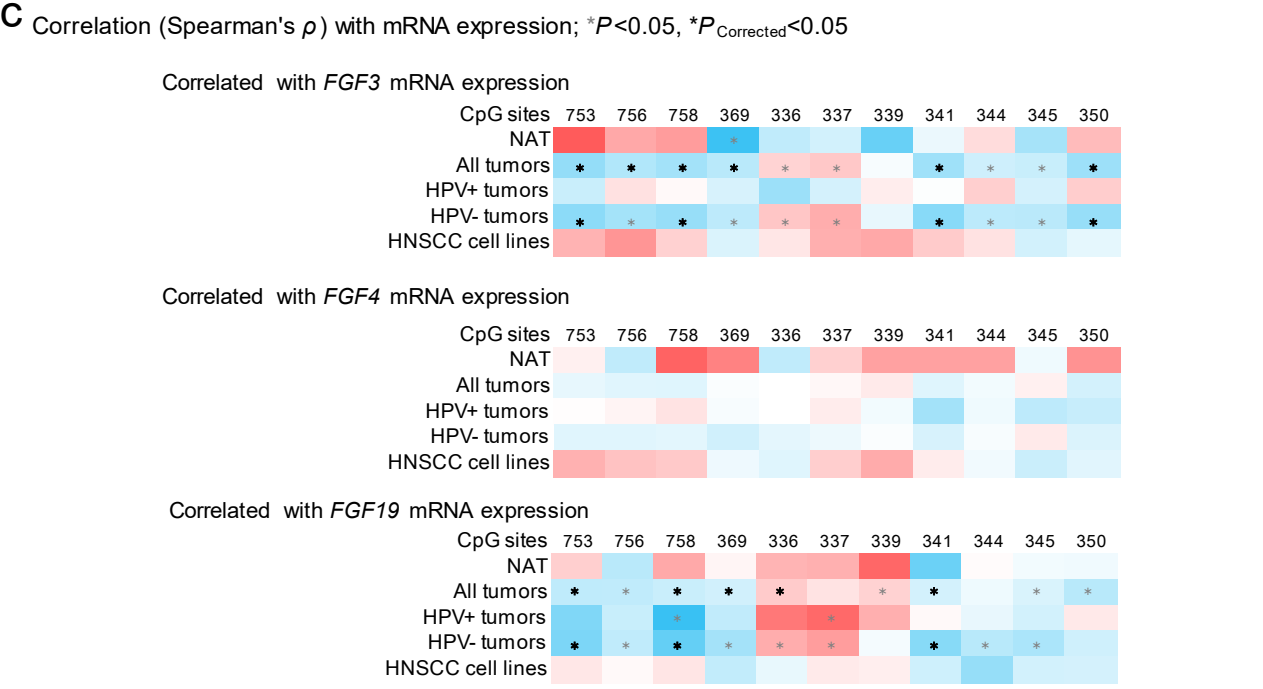 C Correlation (Spearman's ρ) with mRNA expression; *P<0.05, *P Corrected<0.05
Correlated with FGF3 mRNA expression
CpG sites 753 756 758 369 336 337 339 341 344 345 350
NAT *
All tumors * * * * * * * * * *
HPV+ tumors
HPV- tumors * * * * * * * * * *
HNSCC cell lines
Correlated with FGF4 mRNA expression
CpG sites 753 756 758 369 336 337 339 341 344 345 350
NAT
All tumors
HPV+ tumors
HPV- tumors
HNSCC cell lines
Correlated with FGF19 mRNA expression
CpG sites 753 756 758 369 336 337 339 341 344 345 350
NAT
All tumors * * * * * * * * *
HPV+ tumors * *
HPV- tumors * * * * * * * * *
HNSCC cell lines